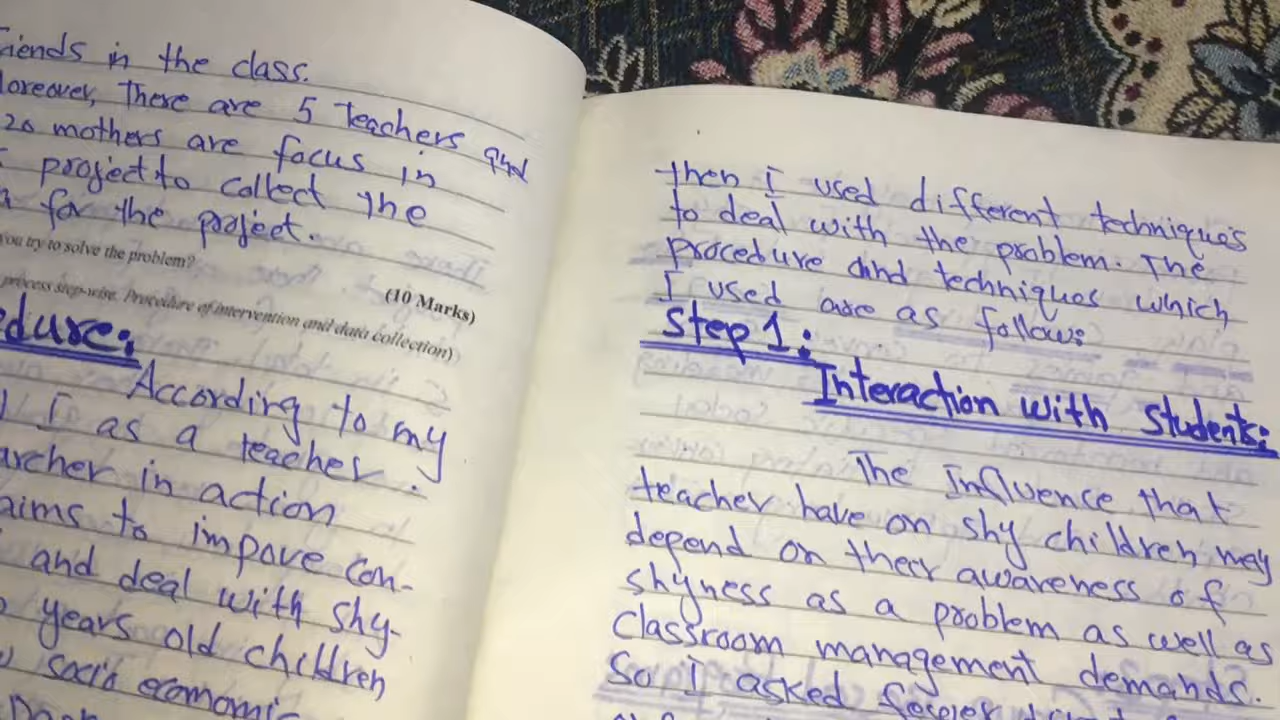 friends in the class.
Moreover, There are 5 teachers and
20 mothers are focus in
project to collect the
for the project.
you try to solve the problem?
(10 Marks)
process step-wise. Procedure of intervention and data collection)
edure:
According to my
I as a teacher
archer in action
aims to impove con-
and deal with shy-
years old children
economic
then I used different technique's
to deal with the problem. The
procedure and techniques which
I used are as follow:
Step 1:
Interaction with students:
The Influence that
teacher have on shy children, may
depend on their awareness of
shyness as a problem as well as
classroom management demands.
So I asked